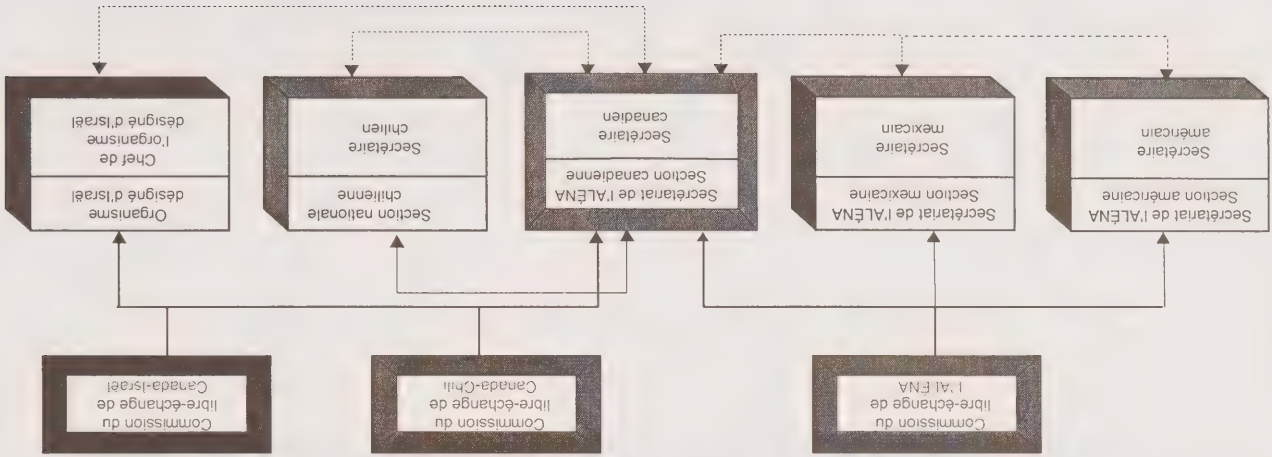 Commission du
libre-échange de
l'ALÉNA
Commission du
libre-échange de
Canada-Chili
Commission du
libre-échange de
Canada-Israël
Secrétariat de l'ALÉNA
Section américaine
Secrétaire
américain
Secrétariat de l'ALÉNA
Section mexicaine
Secrétaire
mexicain
Secrétariat de l'ALÉNA
Section canadienne
Secrétaire
canadien
Section nationale
chilienne
Secrétaire
chilien
Organisme
désigné d'Israël
Chef de
l'organisme
désigné d'Israël